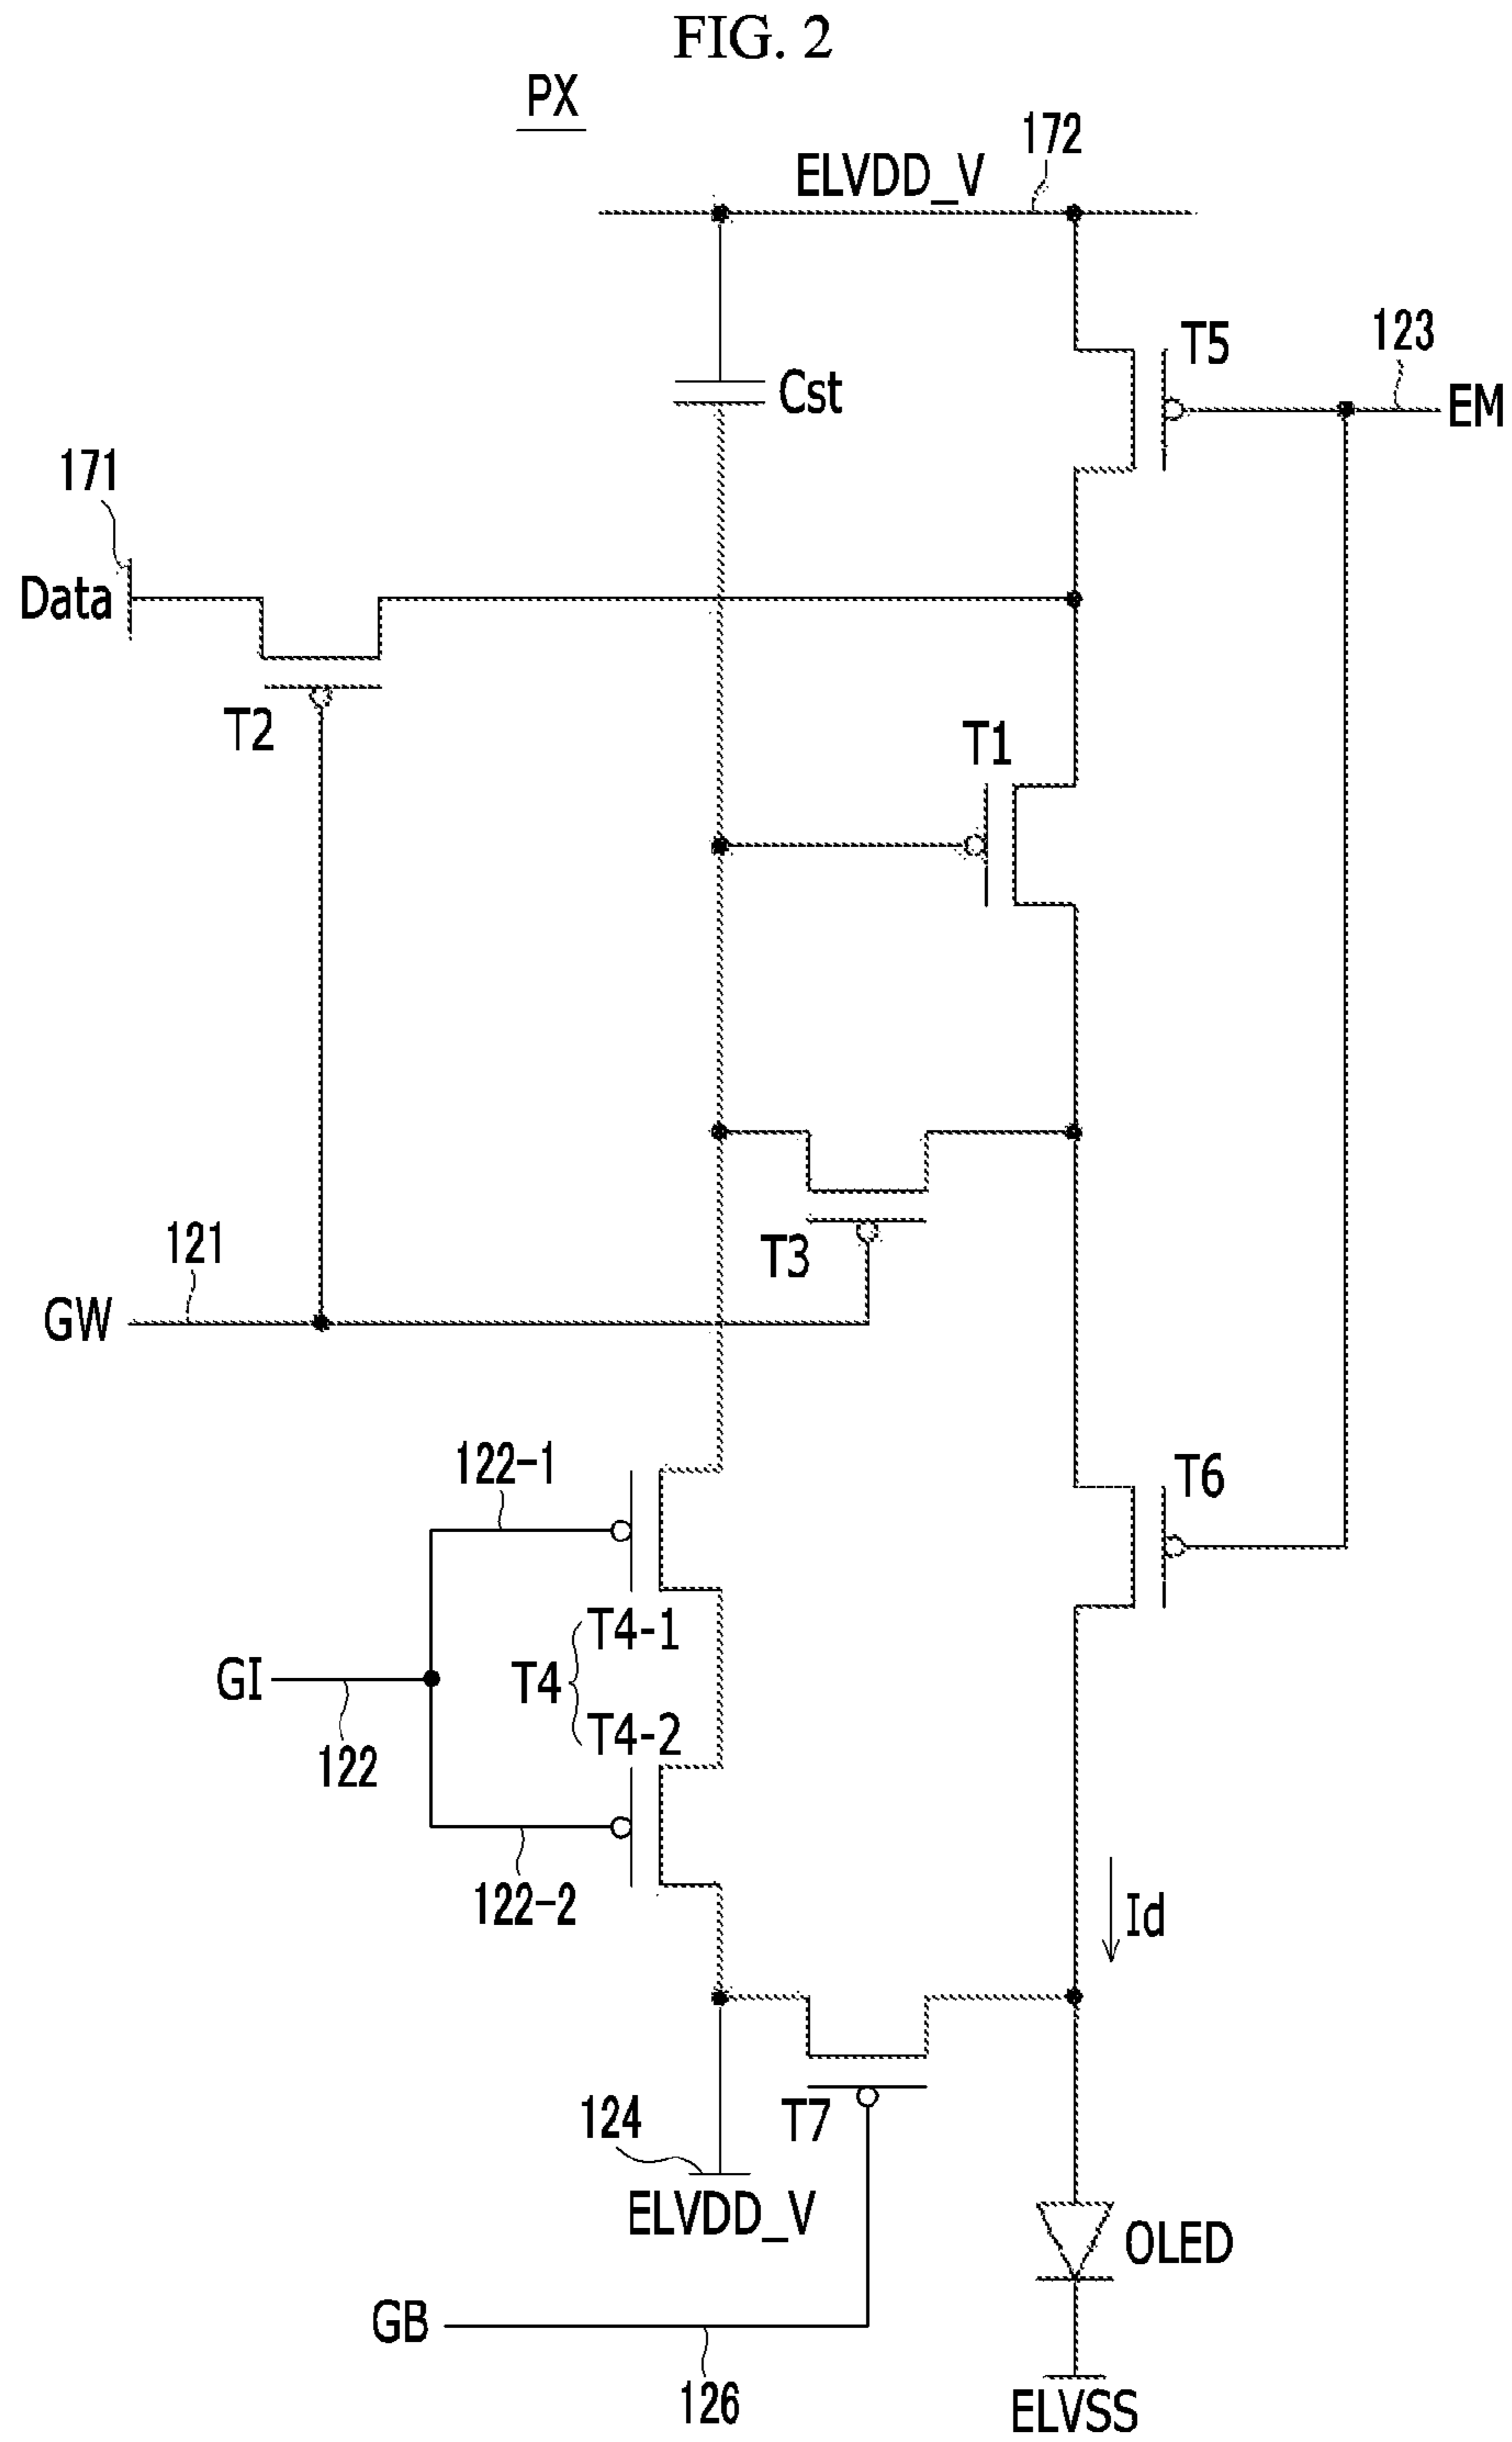 FIG. 2
PX
172
ELVDD_V
T5
123
EM
Cst
171
Data
T2
T1
121
GW
T3
122-1
T6
T4-1
GI
T4
T4-2
122
122-2
Id
124
T7
ELVDD_V
OLED
GB
126
ELVSS